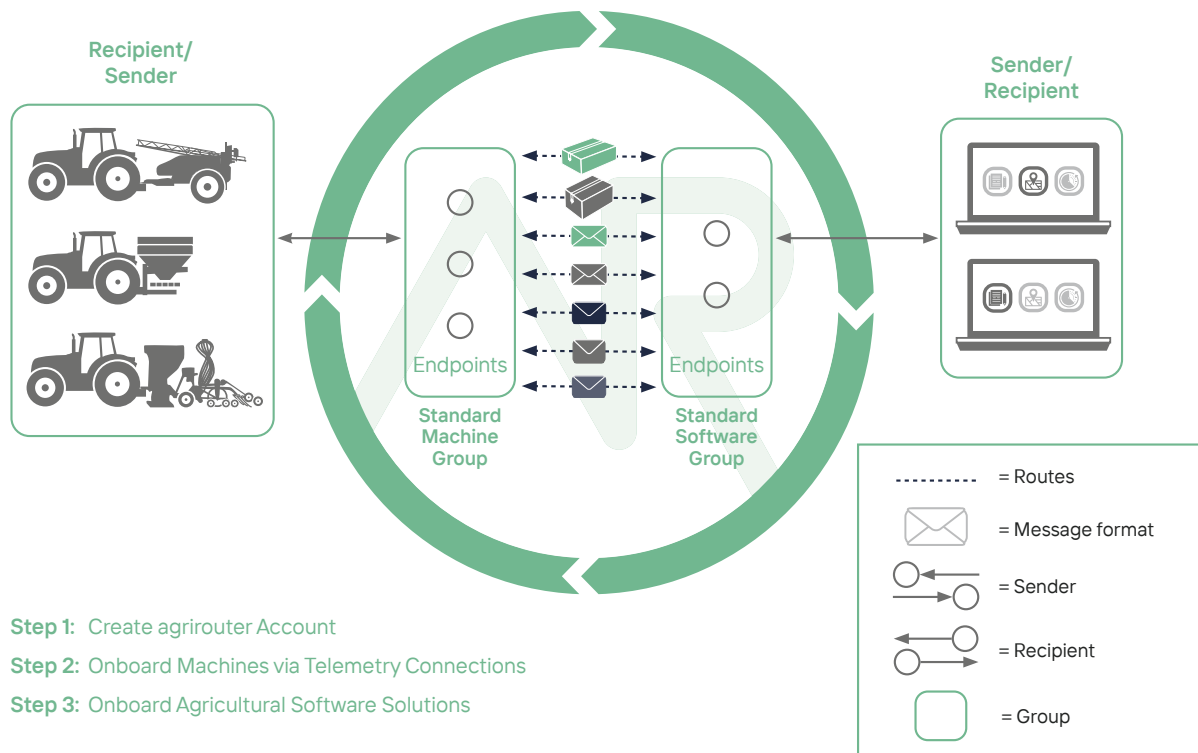 Recipient/
Sender
Sender/
Recipient
AR
Endpoints
Endpoints
Standard
Machine
Group
Standard
Software
Group
= Routes
= Message format
= Sender
= Recipient
= Group
Step 1: Create agrirouter Account
Step 2: Onboard Machines via Telemetry Connections
Step 3: Onboard Agricultural Software Solutions